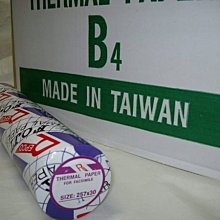 THERMAL PAPER
B4
MADE IN TAIWAN
THERMAL PAPER
FOR FACSIMILE
SIZE: 257x30